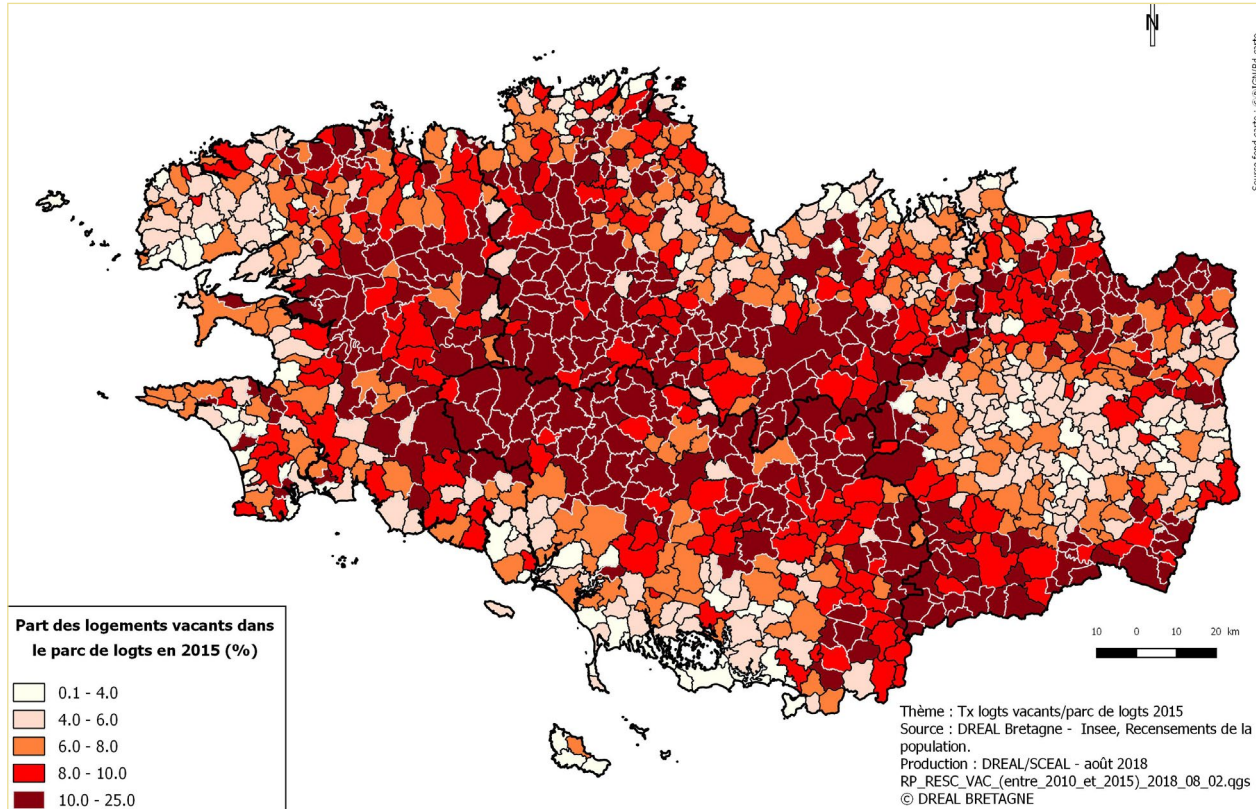 N
Part des logements vacants dans
le parc de logts en 2015 (%)
0.1 - 4.0
4.0 - 6.0
6.0 - 8.0
8.0 - 10.0
10.0 - 25.0
10 0 10 20 km
Thème : Tx logts vacants/parc de logts 2015
Source : DREAL Bretagne - Insee, Recensements de la
population.
Production : DREAL/SCEAL - août 2018
RP_RESC_VAC_(entre_2010_et_2015)_2018_08_02.qgs
© DREAL BRETAGNE
Source fond carte :